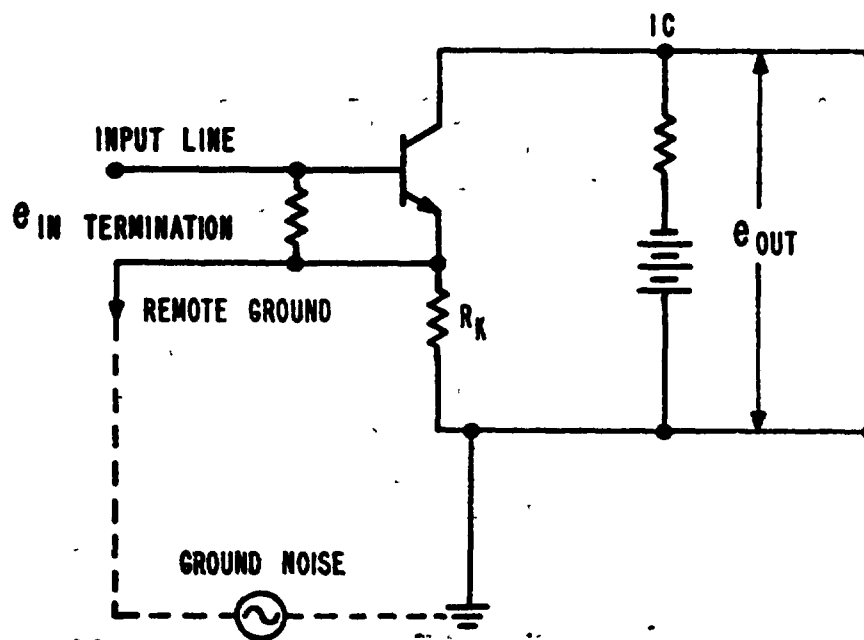 IC
INPUT LINE
e IN TERMINATION
e OUT
REMOTE GROUND
R K
GROUND NOISE